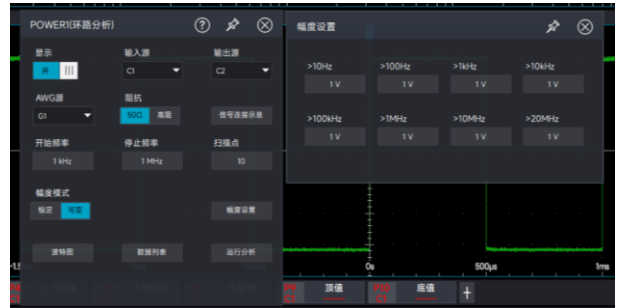 POWER1(环路分析)
显示 输入源 输出源
开 C1 C2
AWG源 阻抗
G1 50Ω 高阻 信号连接示意
开始频率 停止频率 扫描点
1 kHz 1 MHz 10
幅度模式
恒定 可变 幅度设置
波特图 数据列表 运行分析
幅度设置
>10Hz >100Hz >1kHz >10kHz
1 V 1 V 1 V 1 V
>100kHz >1MHz >10MHz >20MHz
1 V 1 V 1 V 1 V
0s 500μs 1ms
顶值 底值 +
C1 C1